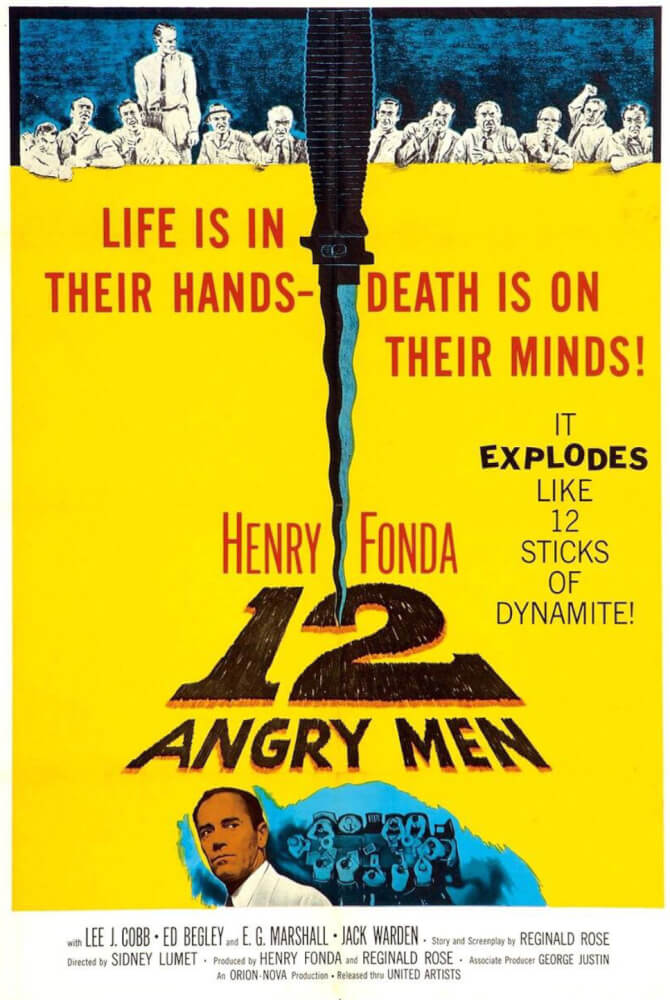 LIFE IS IN
THEIR HANDS– DEATH IS ON
THEIR MINDS!
IT
EXPLODES
LIKE
12
STICKS
OF
DYNAMITE!
HENRY FONDA
12
ANGRY MEN
with LEE J. COBB • ED BEGLEY and E. G. MARSHALL • JACK WARDEN • Story and Screenplay by REGINALD ROSE
Directed by SIDNEY LUMET • Produced by HENRY FONDA and REGINALD ROSE • Associate Producer GEORGE JUSTIN
An ORION-NOVA Production • Released thru UNITED ARTISTS